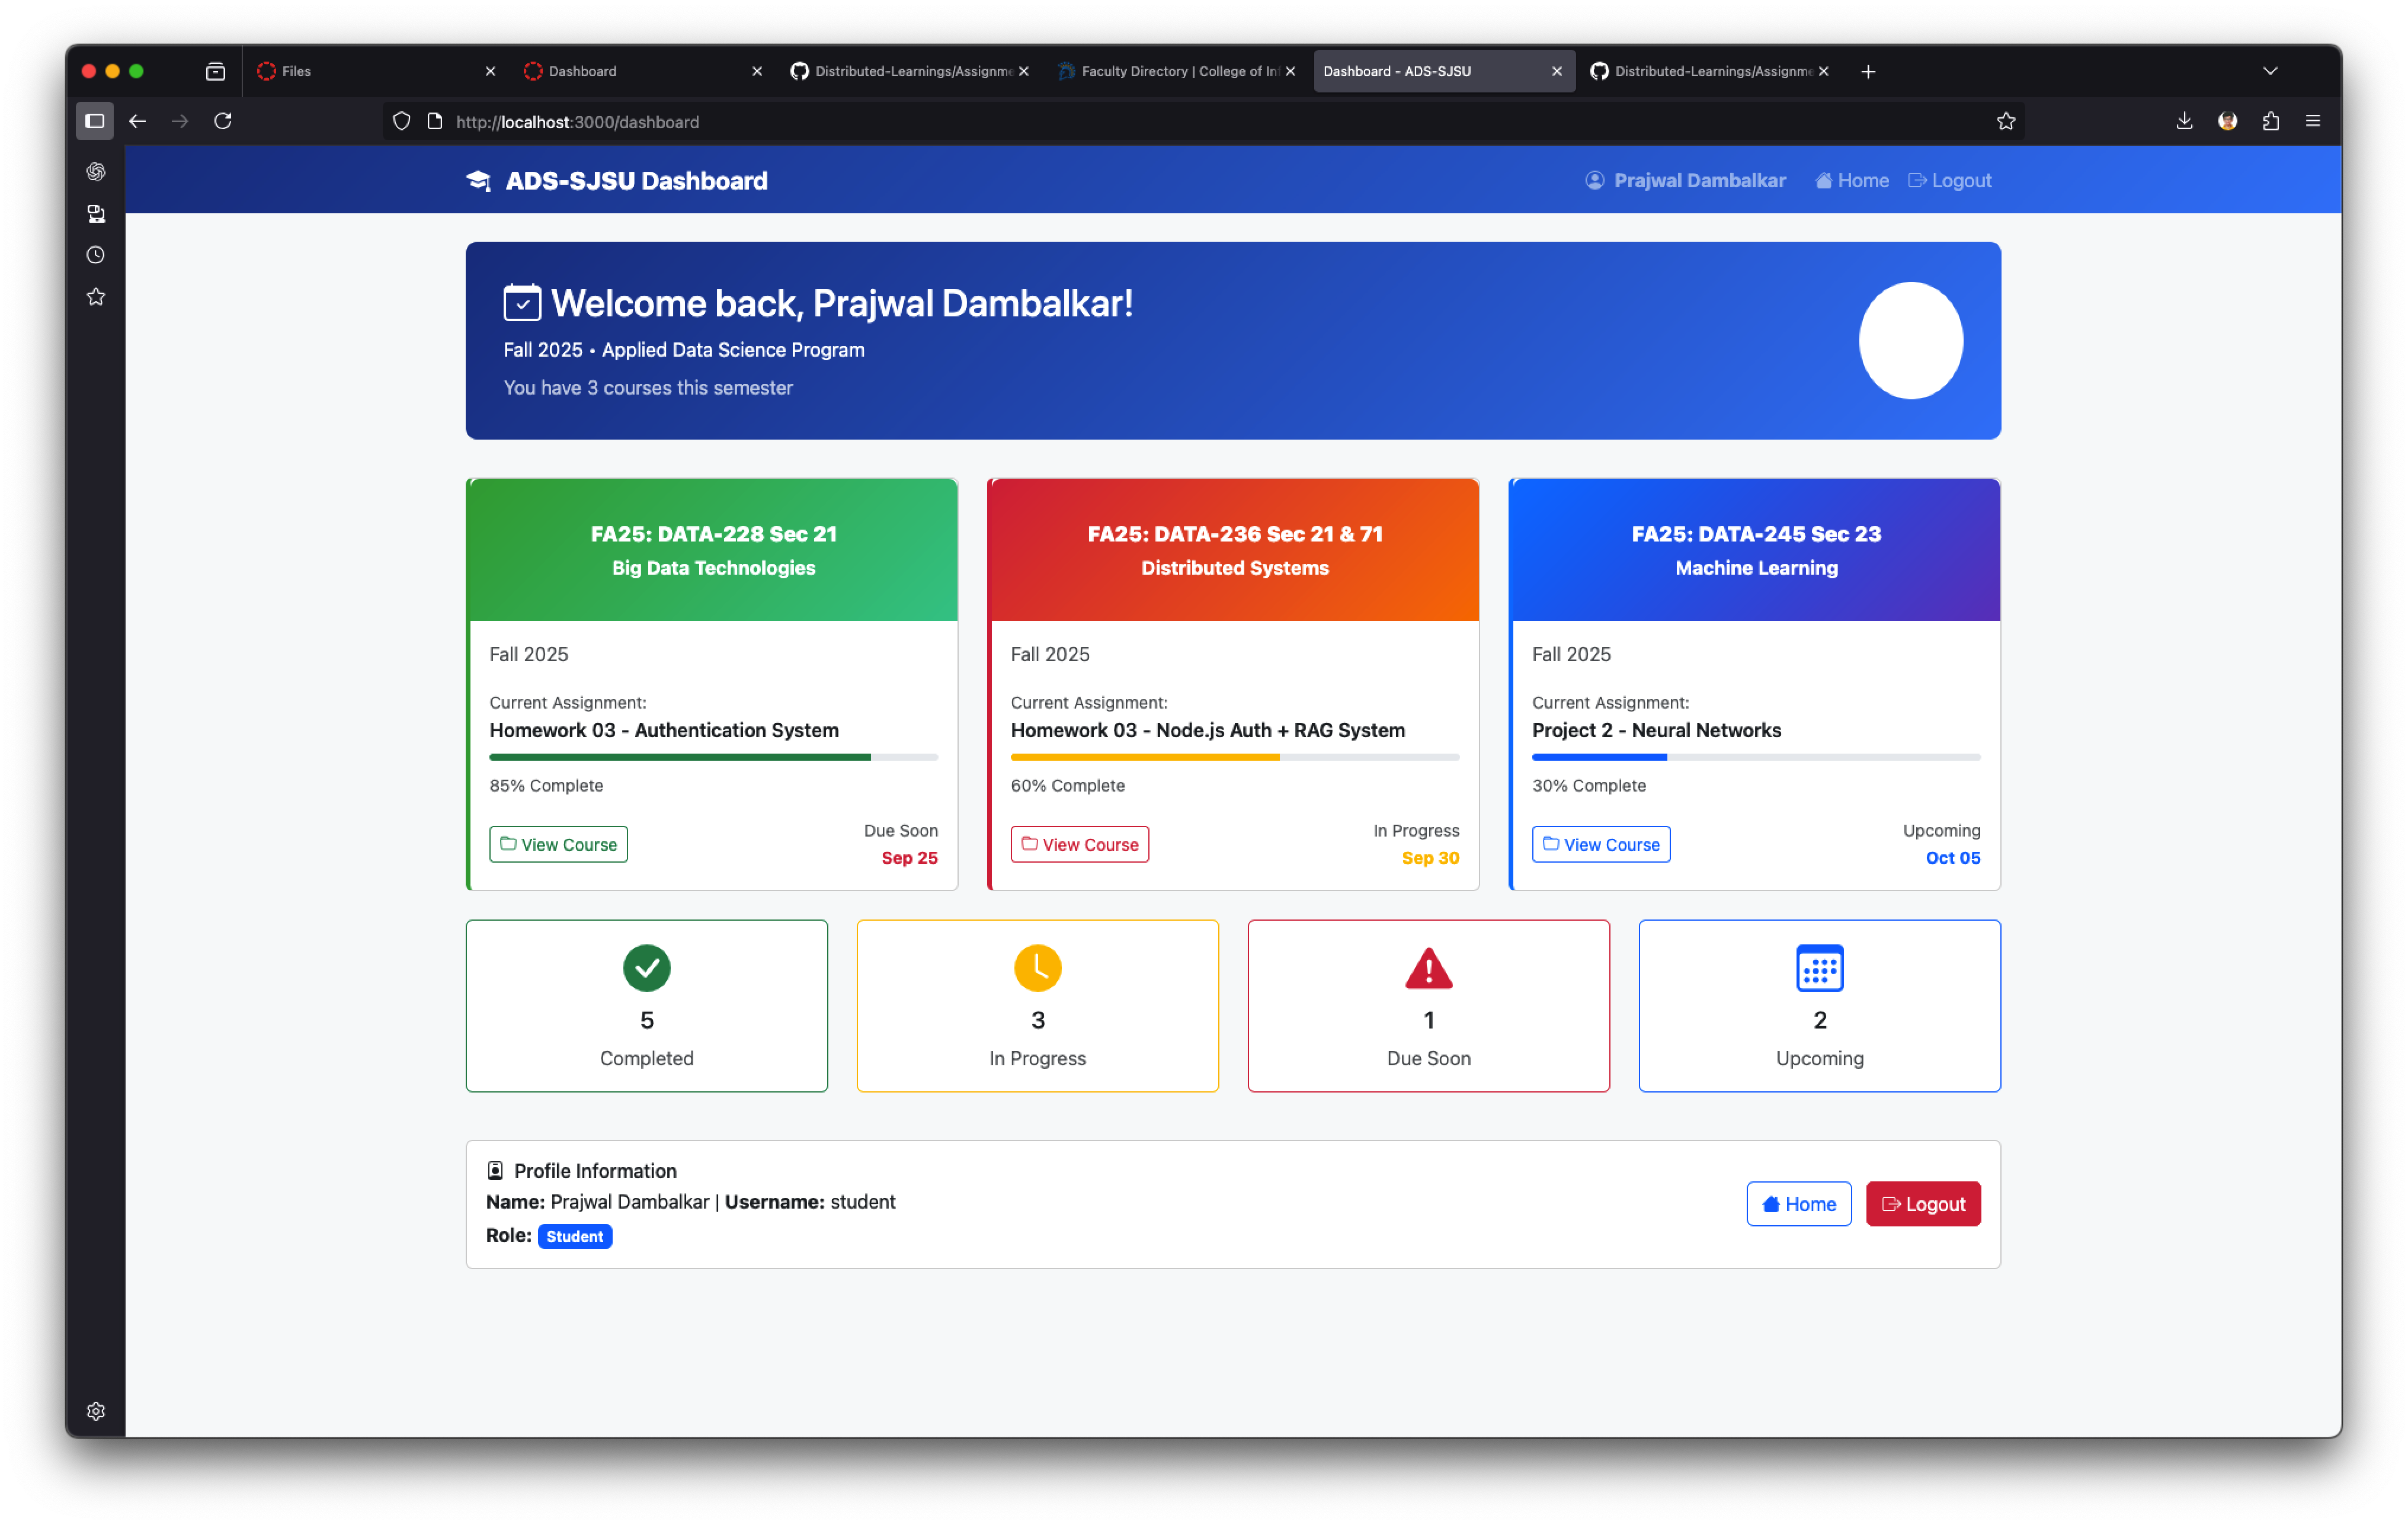 Files
Dashboard
Distributed-Learnings/Assignme
Faculty Directory | College of Inf
Dashboard - ADS-SJSU
Distributed-Learnings/Assignme
http://localhost:3000/dashboard
ADS-SJSU Dashboard
Prajwal Dambalkar
Home
Logout
Welcome back, Prajwal Dambalkar!
Fall 2025 • Applied Data Science Program
You have 3 courses this semester
FA25: DATA-228 Sec 21
Big Data Technologies
Fall 2025
Current Assignment:
Homework 03 - Authentication System
85% Complete
View Course
Due Soon
Sep 25
FA25: DATA-236 Sec 21 & 71
Distributed Systems
Fall 2025
Current Assignment:
Homework 03 - Node.js Auth + RAG System
60% Complete
View Course
In Progress
Sep 30
FA25: DATA-245 Sec 23
Machine Learning
Fall 2025
Current Assignment:
Project 2 - Neural Networks
30% Complete
View Course
Upcoming
Oct 05
5
Completed
3
In Progress
1
Due Soon
2
Upcoming
Profile Information
Name: Prajwal Dambalkar | Username: student
Role: Student
Home
Logout